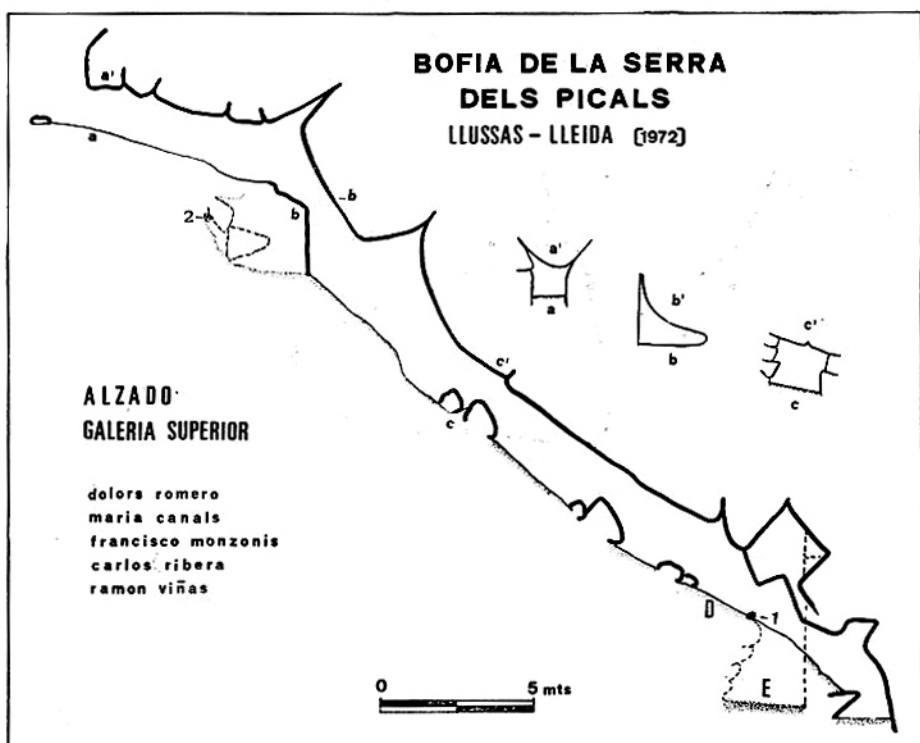 BOFIA DE LA SERRA
DELS PICALS
LLUSSAS – LLEIDA [1972]
a'
a
2-
b
-b
a'
a
b'
b
c'
c
c'
c
ALZADO
GALERIA SUPERIOR
dolors romero
maria canals
francisco monzonis
carlos ribera
ramon viñas
-1
E
0 5 mts